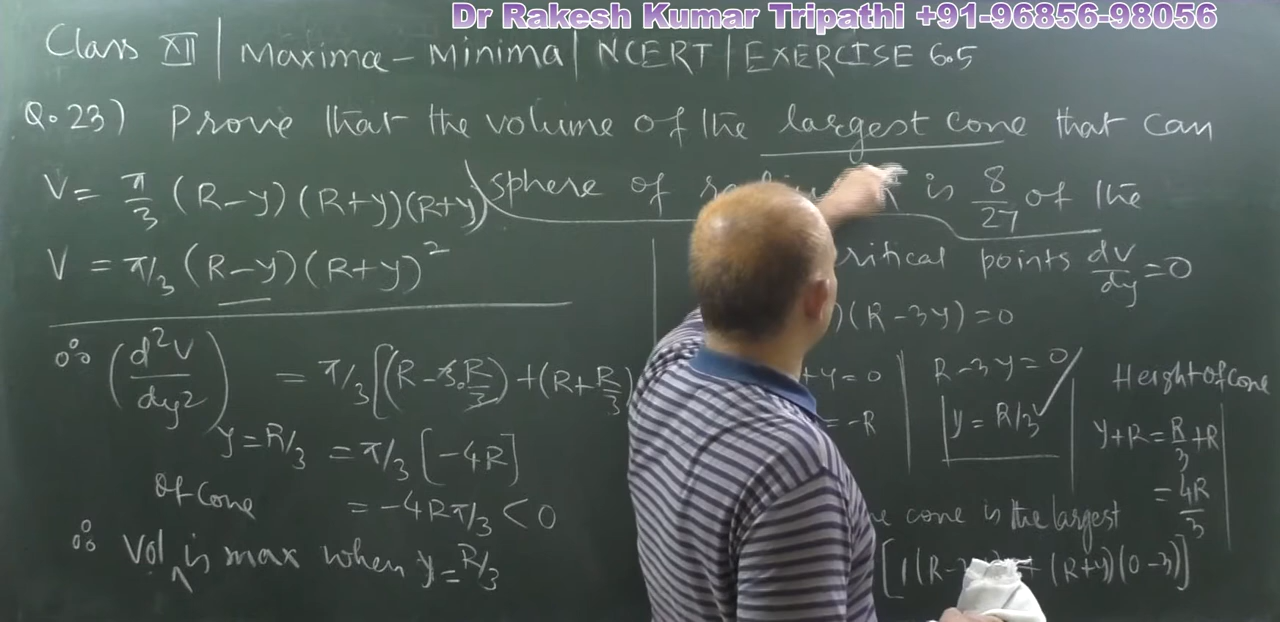 Dr Rakesh Kumar Tripathi +91-96856-98056
Class XII | Maxima-Minima | NCERT | EXERCISE 6.5
Q.23) Prove that the volume of the largest cone that can
sphere of is 8/27 of the
V = π/3 (R-y)(R+y)(R+y)
V = π/3 (R-y)(R+y)²
critical points dv/dy = 0
)(R-3y)=0
∴ (d²V/dy²) y=R/3 = π/3[(R-3.R/3)+(R+R/3)
= π/3[-4R]
= -4Rπ/3 < 0
of cone
∴ Vol is max when y=R/3
+y=0
=-R
R-3y=0
y=R/3
Height of cone
y+R=R/3+R
=4R/3
cone is the largest
[1(R- + (R+y)(0-3)]